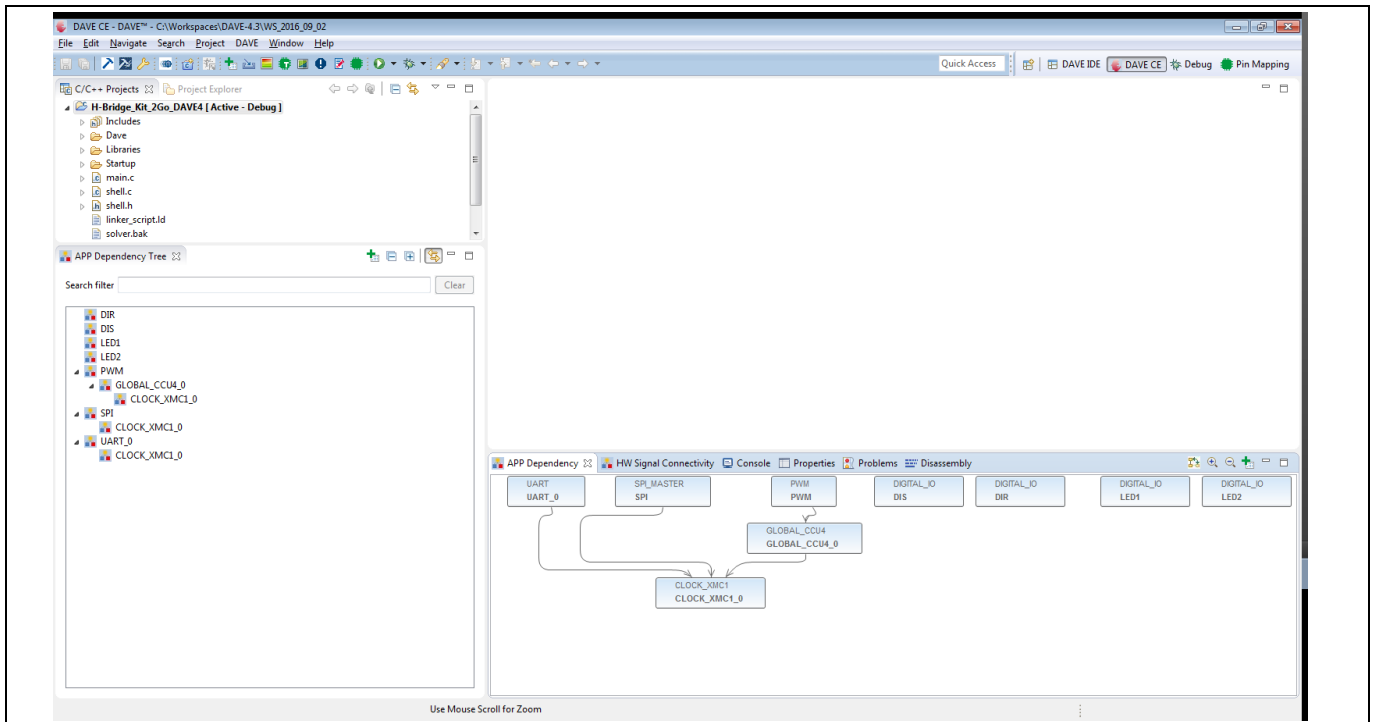 DAVE CE - DAVE™ - C:\Workspaces\DAVE-4.3\WS_2016_09_02
File Edit Navigate Search Project DAVE Window Help
Quick Access DAVE IDE DAVE CE Debug Pin Mapping
C/C++ Projects Project Explorer
H-Bridge_Kit_2Go_DAVE4 [ Active - Debug ]
Includes
Dave
Libraries
Startup
main.c
shell.c
shell.h
linker_script.ld
solver.bak
APP Dependency Tree
Search filter Clear
DIR
DIS
LED1
LED2
PWM
GLOBAL_CCU4_0
CLOCK_XMC1_0
SPI
CLOCK_XMC1_0
UART_0
CLOCK_XMC1_0
APP Dependency HW Signal Connectivity Console Properties Problems Disassembly
UART SPI_MASTER PWM DIGITAL_IO DIGITAL_IO DIGITAL_IO DIGITAL_IO
UART_0 SPI PWM DIS DIR LED1 LED2
GLOBAL_CCU4
GLOBAL_CCU4_0
CLOCK_XMC1
CLOCK_XMC1_0
Use Mouse Scroll for Zoom